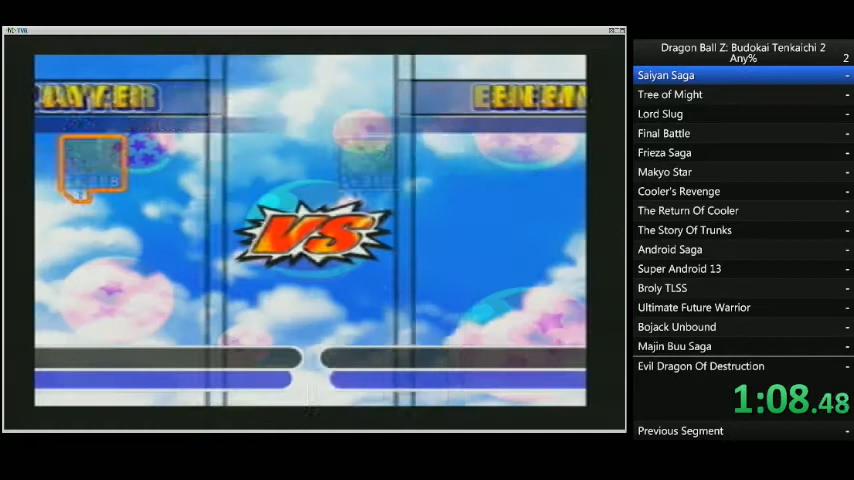 Dragon Ball Z: Budokai Tenkaichi 2
Any% 2
Saiyan Saga -
Tree of Might -
Lord Slug -
Final Battle -
Frieza Saga -
Makyo Star -
Cooler's Revenge -
The Return Of Cooler -
The Story Of Trunks -
Android Saga -
Super Android 13 -
Broly TLSS -
Ultimate Future Warrior -
Bojack Unbound -
Majin Buu Saga -
Evil Dragon Of Destruction -
1:08.48
Previous Segment -
VS